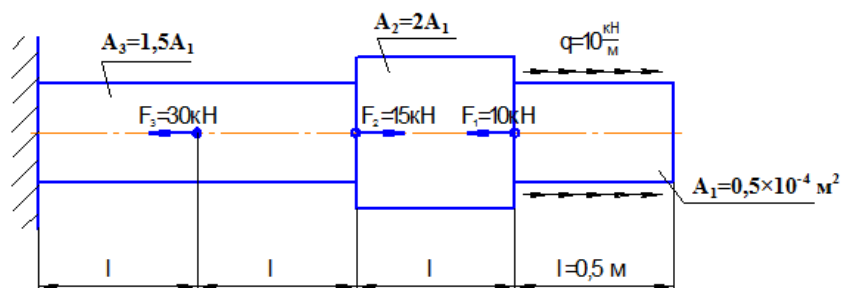 A₃=1,5A₁
A₂=2A₁
q=10 кН/м
F₃=30кН
F₂=15кН
F₁=10кН
A₁=0,5×10⁻⁴ м²
l
l
l
l=0,5 м